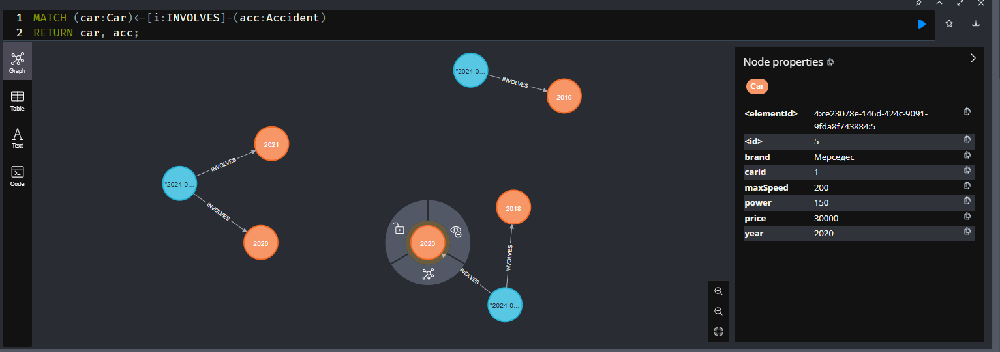 1 MATCH (car:Car)<-[i:INVOLVES]-(acc:Accident)
2 RETURN car, acc;
Graph
Table
Text
Code
"2024-0...
INVOLVES
2019
2021
INVOLVES
"2024-0...
INVOLVES
2020
2018
INVOLVES
2020
IVOLVES
"2024-0...
Node properties
Car
<elementId> 4:ce23078e-146d-424c-9091-
9fda8f743884:5
<id> 5
brand Мерседес
carid 1
maxSpeed 200
power 150
price 30000
year 2020